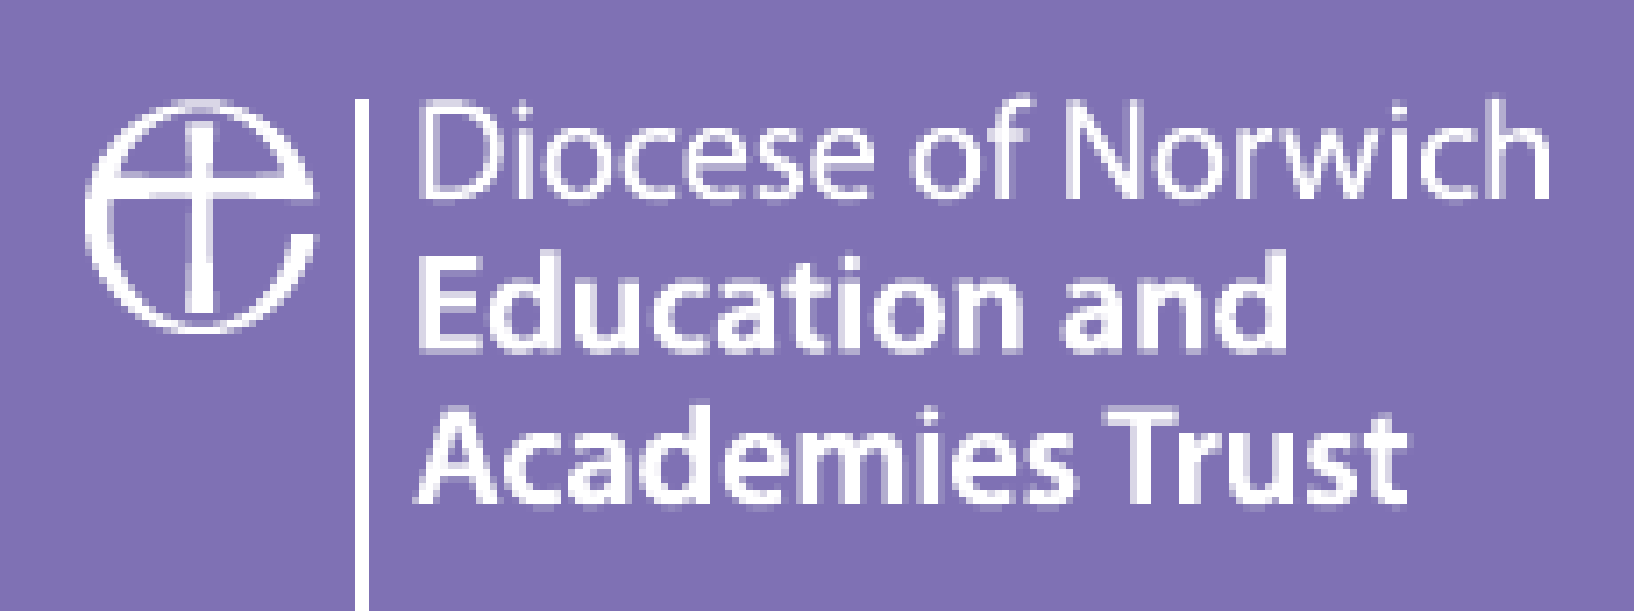 Diocese of Norwich
Education and
Academies Trust